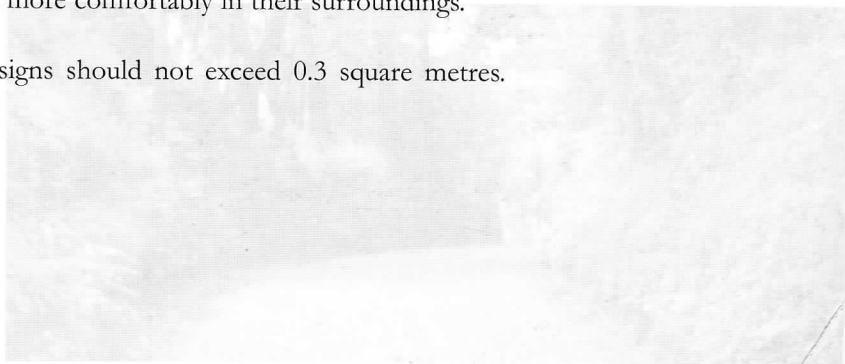 more comfortably in their surroundings.
signs should not exceed 0.3 square metres.